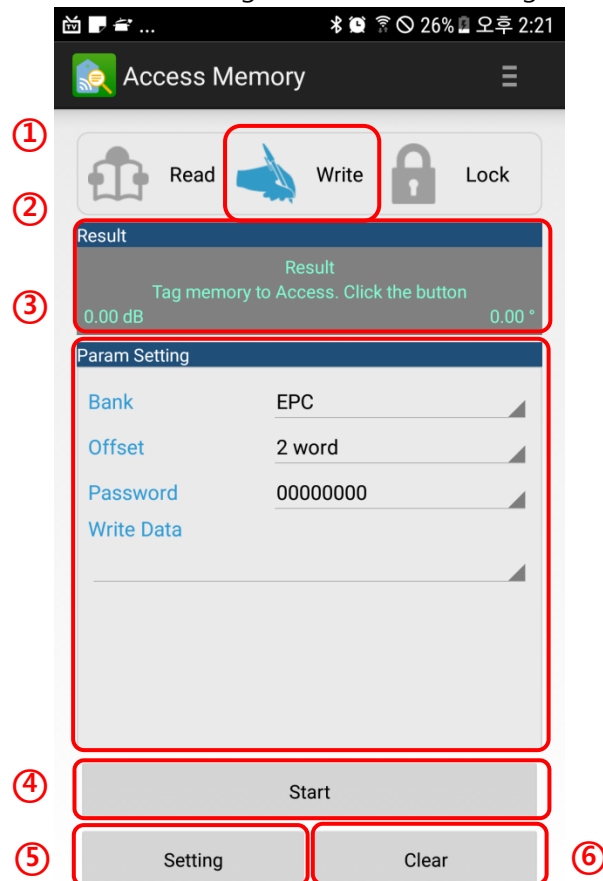 ... 26% 오후 2:21
Access Memory
①
Read Write Lock
②
Result
Result
Tag memory to Access. Click the button
③
0.00 dB 0.00 °
Param Setting
Bank EPC
Offset 2 word
Password 00000000
Write Data
④
Start
⑤
Setting Clear
⑥